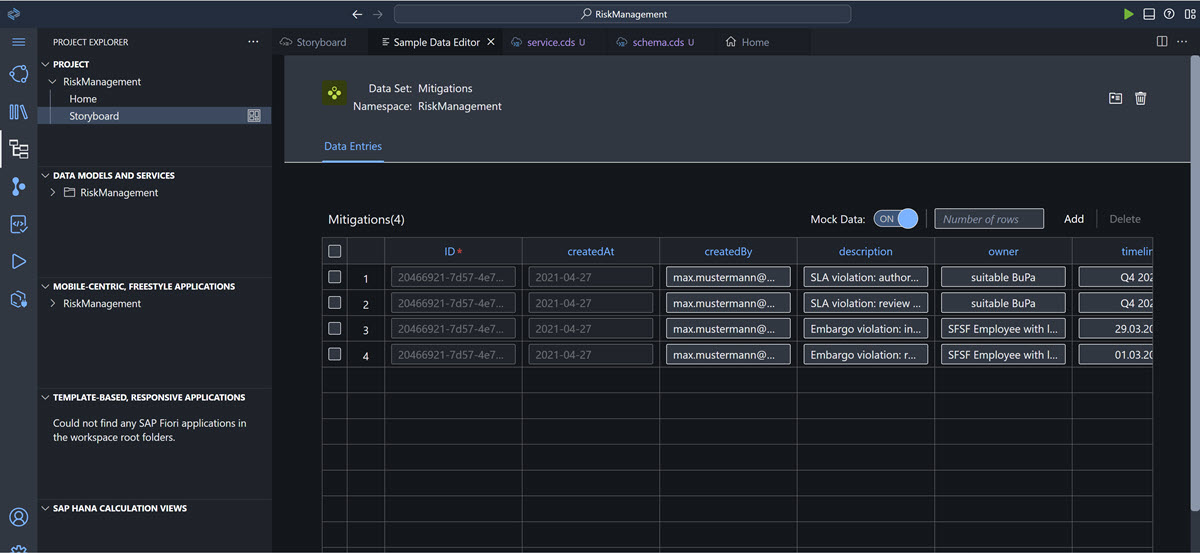 RiskManagement
PROJECT EXPLORER
Storyboard
Sample Data Editor
service.cds U
schema.cds U
Home
PROJECT
RiskManagement
Home
Storyboard
DATA MODELS AND SERVICES
RiskManagement
MOBILE-CENTRIC, FREESTYLE APPLICATIONS
RiskManagement
TEMPLATE-BASED, RESPONSIVE APPLICATIONS
Could not find any SAP Fiori applications in
the workspace root folders.
SAP HANA CALCULATION VIEWS
Data Set: Mitigations
Namespace: RiskManagement
Data Entries
Mitigations(4)
Mock Data: ON Number of rows Add Delete
ID* createdAt createdBy description owner timelin
1 20466921-7d57-4e7... 2021-04-27 max.mustermann@... SLA violation: author... suitable BuPa Q4 202
2 20466921-7d57-4e7... 2021-04-27 max.mustermann@... SLA violation: review ... suitable BuPa Q4 202
3 20466921-7d57-4e7... 2021-04-27 max.mustermann@... Embargo violation: in... SFSF Employee with l... 29.03.20
4 20466921-7d57-4e7... 2021-04-27 max.mustermann@... Embargo violation: r... SFSF Employee with l... 01.03.20